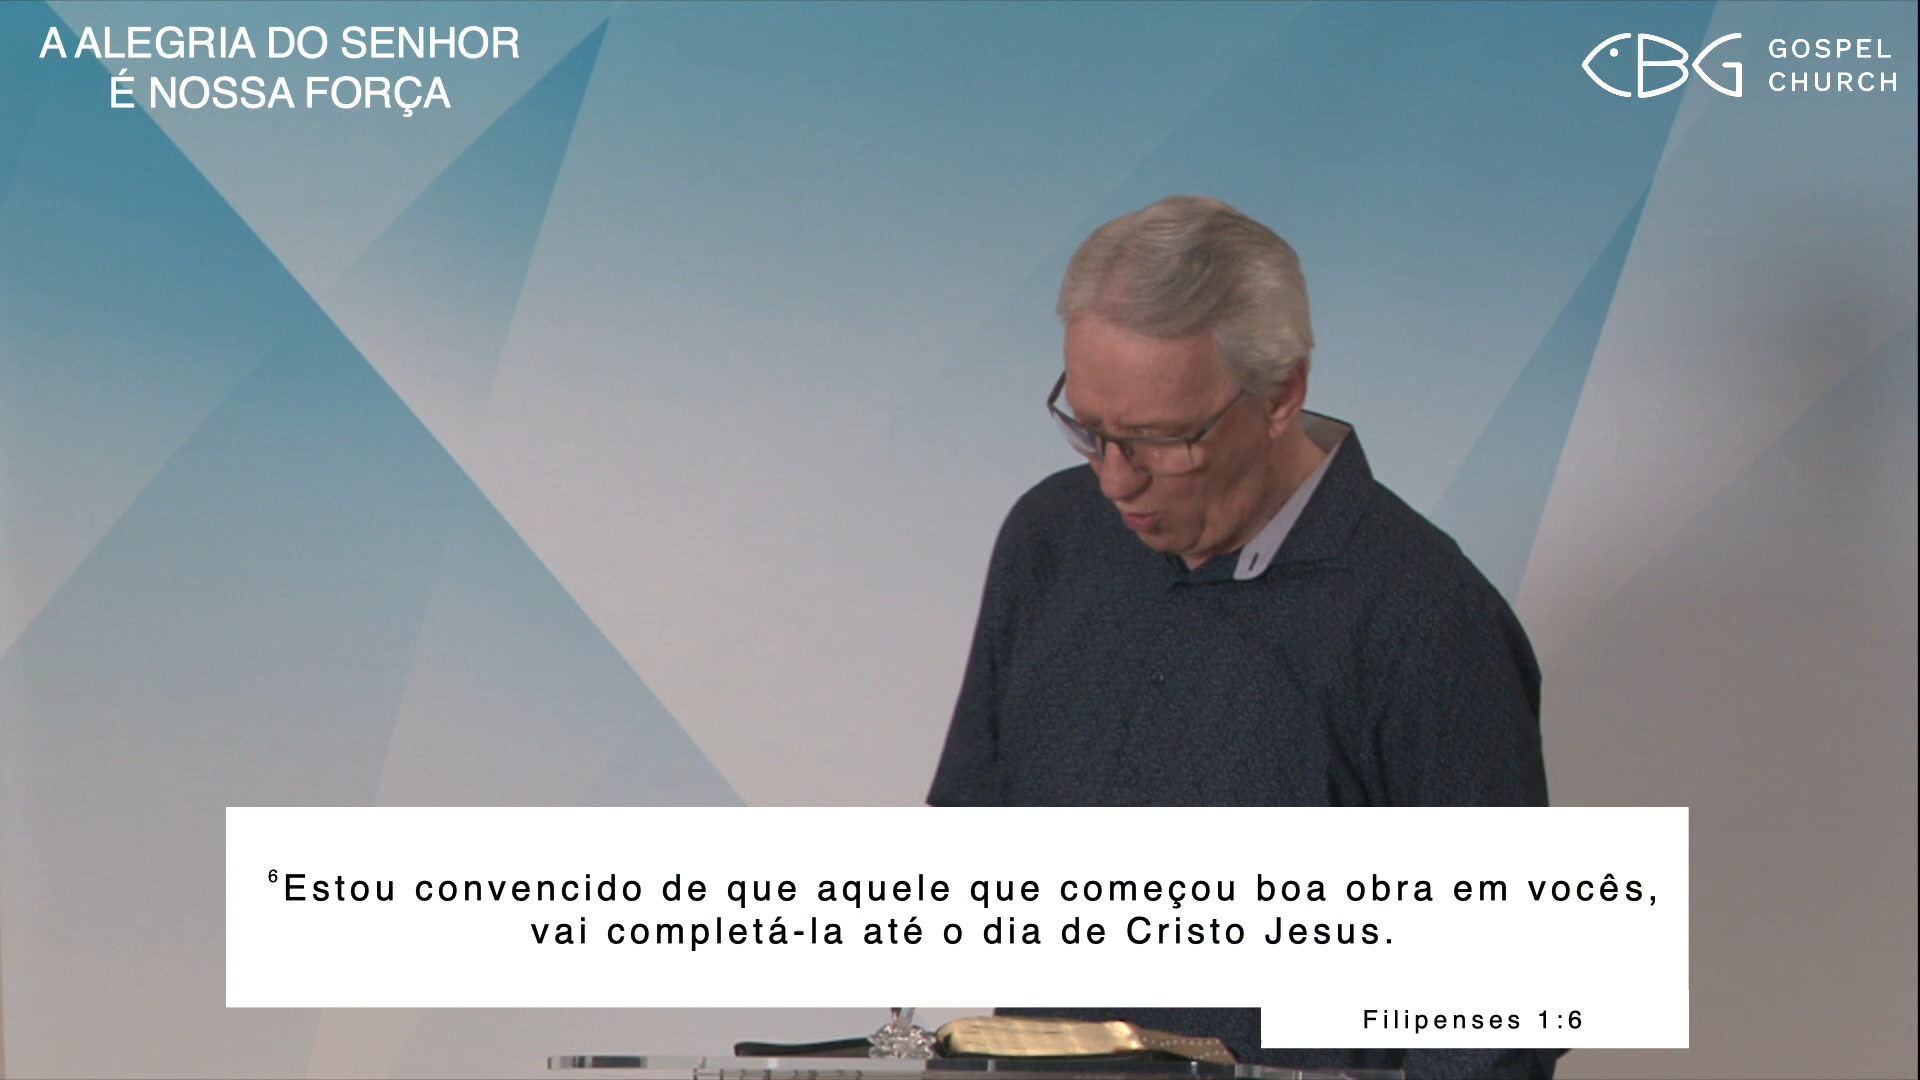 A ALEGRIA DO SENHOR
É NOSSA FORÇA
CBG
GOSPEL
CHURCH
⁶Estou convencido de que aquele que começou boa obra em vocês,
vai completá-la até o dia de Cristo Jesus.
Filipenses 1:6